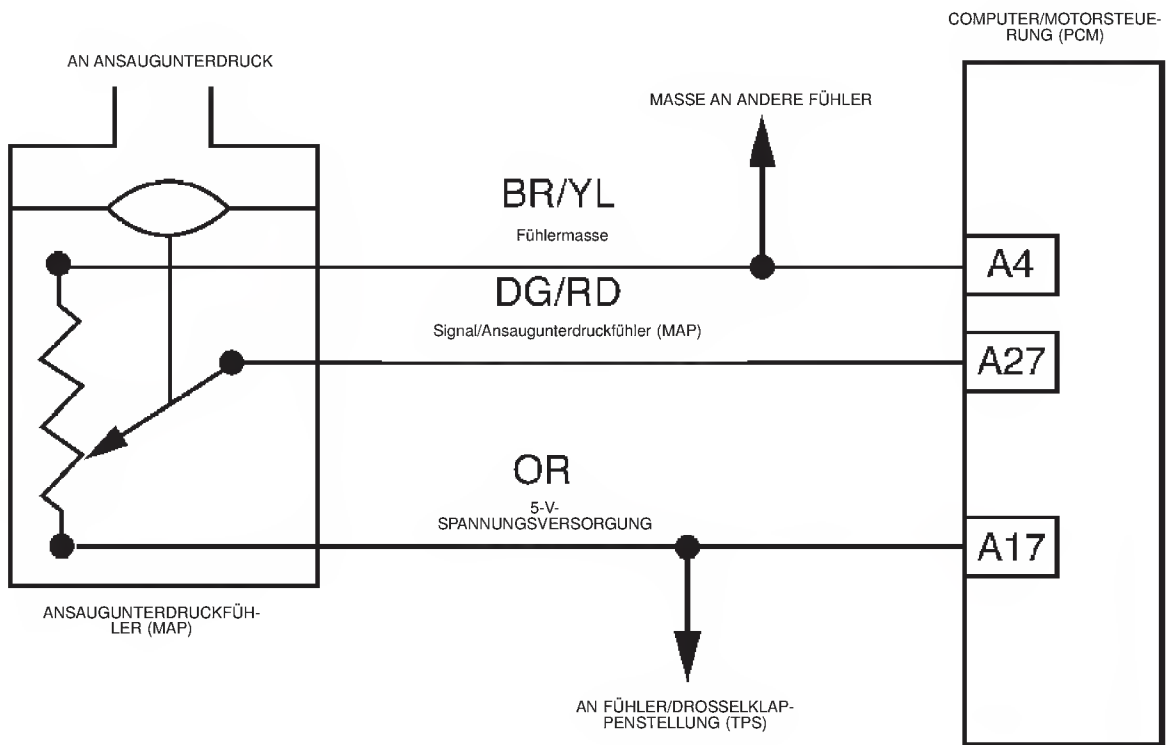 COMPUTER/MOTORSTEUE-
RUNG (PCM)
AN ANSAUGUNTERDRUCK
MASSE AN ANDERE FÜHLER
BR/YL
Fühlermasse
A4
DG/RD
Signal/Ansaugunterdruckfühler (MAP)
A27
OR
5-V-
SPANNUNGSVERSORGUNG
A17
ANSAUGUNTERDRUCKFÜH-
LER (MAP)
AN FÜHLER/DROSSELKLAP-
PENSTELLUNG (TPS)